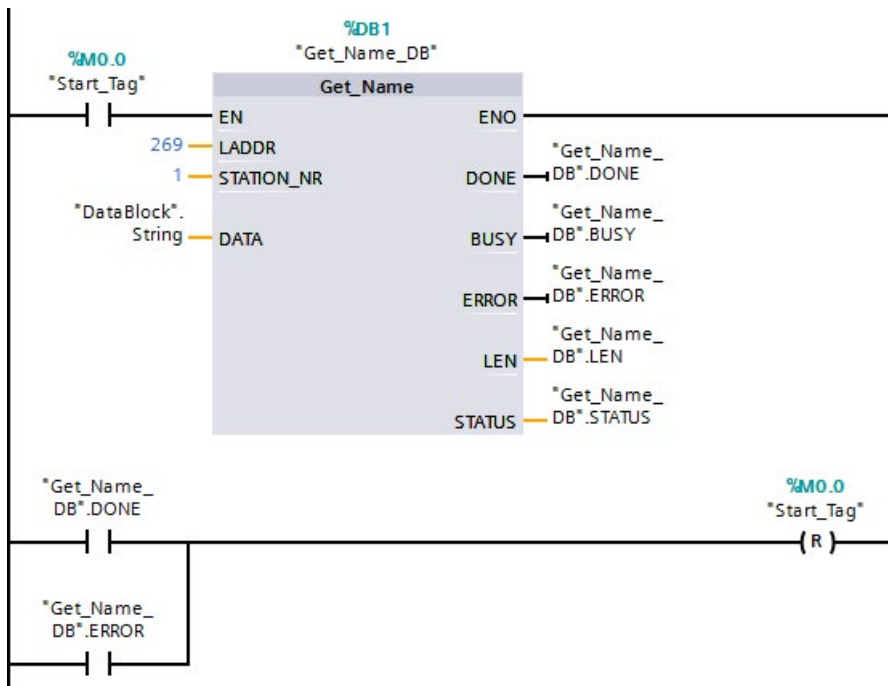 %DB1
"Get_Name_DB"
%M0.0
"Start_Tag"
Get_Name
EN
ENO
269
LADDR
1
STATION_NR
"DataBlock".
String
DATA
DONE
"Get_Name_
DB".DONE
BUSY
"Get_Name_
DB".BUSY
ERROR
"Get_Name_
DB".ERROR
LEN
"Get_Name_
DB".LEN
STATUS
"Get_Name_
DB".STATUS
"Get_Name_
DB".DONE
%M0.0
"Start_Tag"
R
"Get_Name_
DB".ERROR